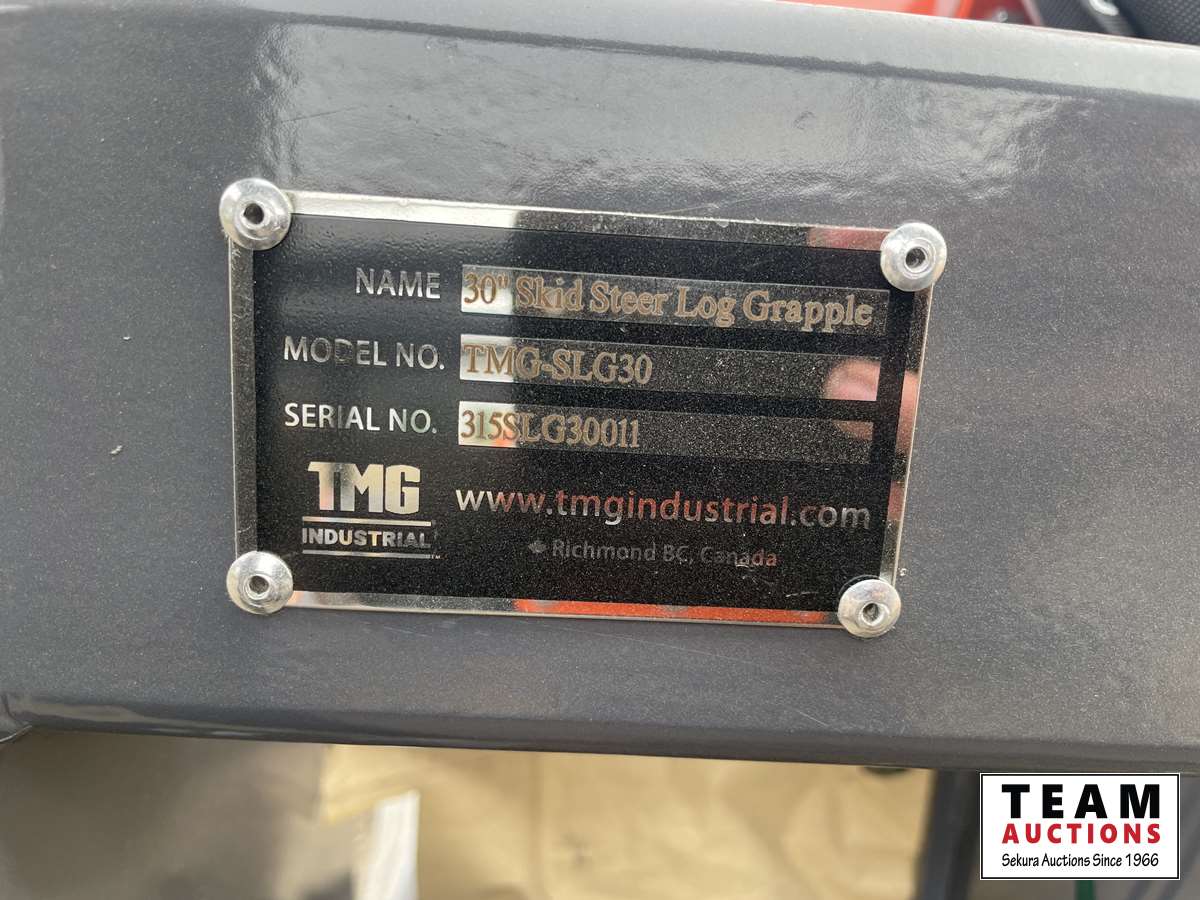 NAME 30" Skid Steer Log Grapple
MODEL NO. TMG-SLG30
SERIAL NO. 315SLG30011
TMG
INDUSTRIAL
www.tmgindustrial.com
Richmond BC, Canada
TEAM
AUCTIONS
Sekura Auctions Since 1966